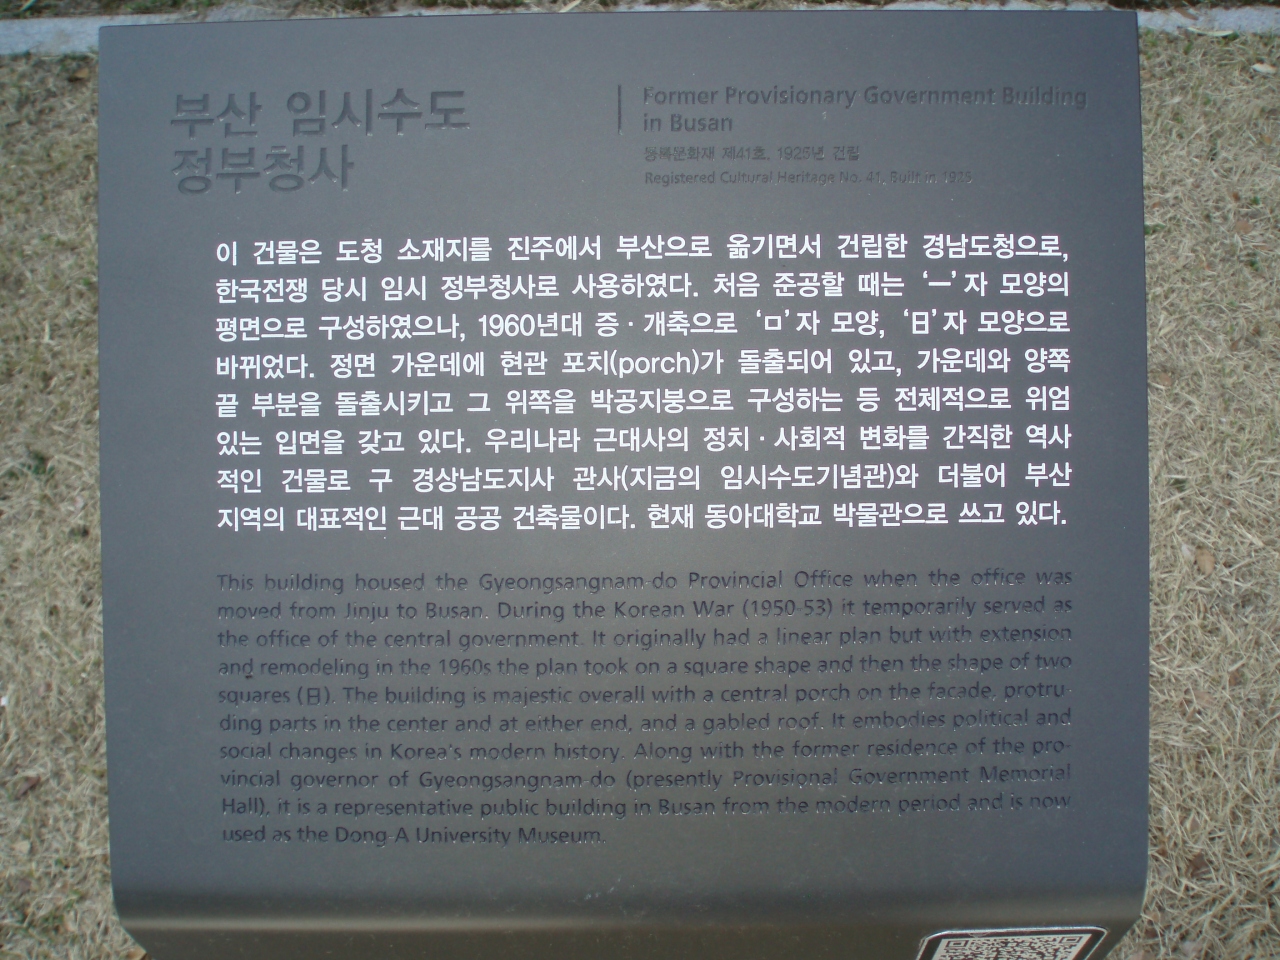 부산 임시수도
정부청사
Former Provisionary Government Building
in Busan
등록문화재 제41호, 1925년 건립
Registered Cultural Heritage No. 41, Built in 1925
이 건물은 도청 소재지를 진주에서 부산으로 옮기면서 건립한 경남도청으로,
한국전쟁 당시 임시 정부청사로 사용하였다. 처음 준공할 때는 ‘一’자 모양의
평면으로 구성하였으나, 1960년대 증·개축으로 ‘ㅁ’자 모양, ‘日’자 모양으로
바뀌었다. 정면 가운데에 현관 포치(porch)가 돌출되어 있고, 가운데와 양쪽
끝 부분을 돌출시키고 그 위쪽을 박공지붕으로 구성하는 등 전체적으로 위엄
있는 입면을 갖고 있다. 우리나라 근대사의 정치·사회적 변화를 간직한 역사
적인 건물로 구 경상남도지사 관사(지금의 임시수도기념관)와 더불어 부산
지역의 대표적인 근대 공공 건축물이다. 현재 동아대학교 박물관으로 쓰고 있다.
This building housed the Gyeongsangnam-do Provincial Office when the office was
moved from Jinju to Busan. During the Korean War (1950-53) it temporarily served as
the office of the central government. It originally had a linear plan but with extension
and remodeling in the 1960s the plan took on a square shape and then the shape of two
squares (日). The building is majestic overall with a central porch on the facade, protru-
ding parts in the center and at either end, and a gabled roof. It embodies political and
social changes in Korea's modern history. Along with the former residence of the pro-
vincial governor of Gyeongsangnam-do (presently Provisional Government Memorial
Hall), it is a representative public building in Busan from the modern period and is now
used as the Dong-A University Museum.